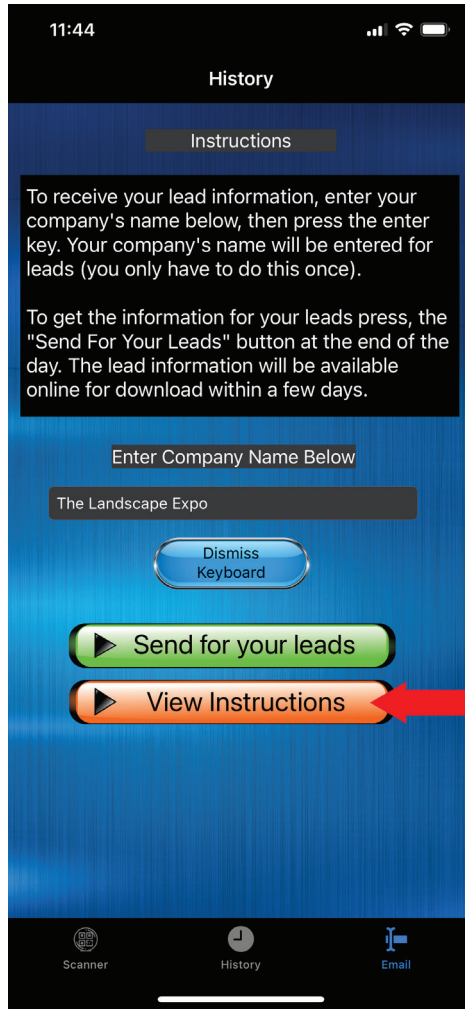 11:44
History
Instructions
To receive your lead information, enter your
company's name below, then press the enter
key. Your company's name will be entered for
leads (you only have to do this once).
To get the information for your leads press, the
"Send For Your Leads" button at the end of the
day. The lead information will be available
online for download within a few days.
Enter Company Name Below
The Landscape Expo
Dismiss
Keyboard
Send for your leads
View Instructions
Scanner History Email